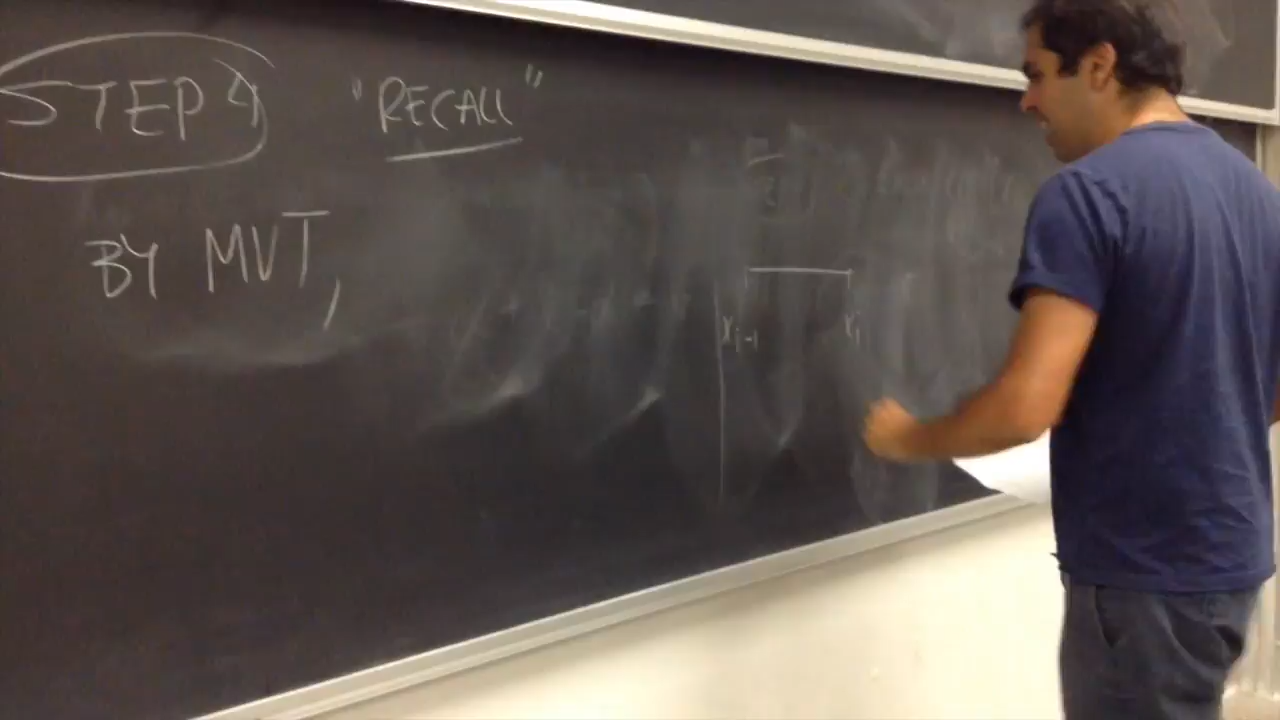 STEP 4 "RECALL"
BY MVT,
x_{i-1} x_i